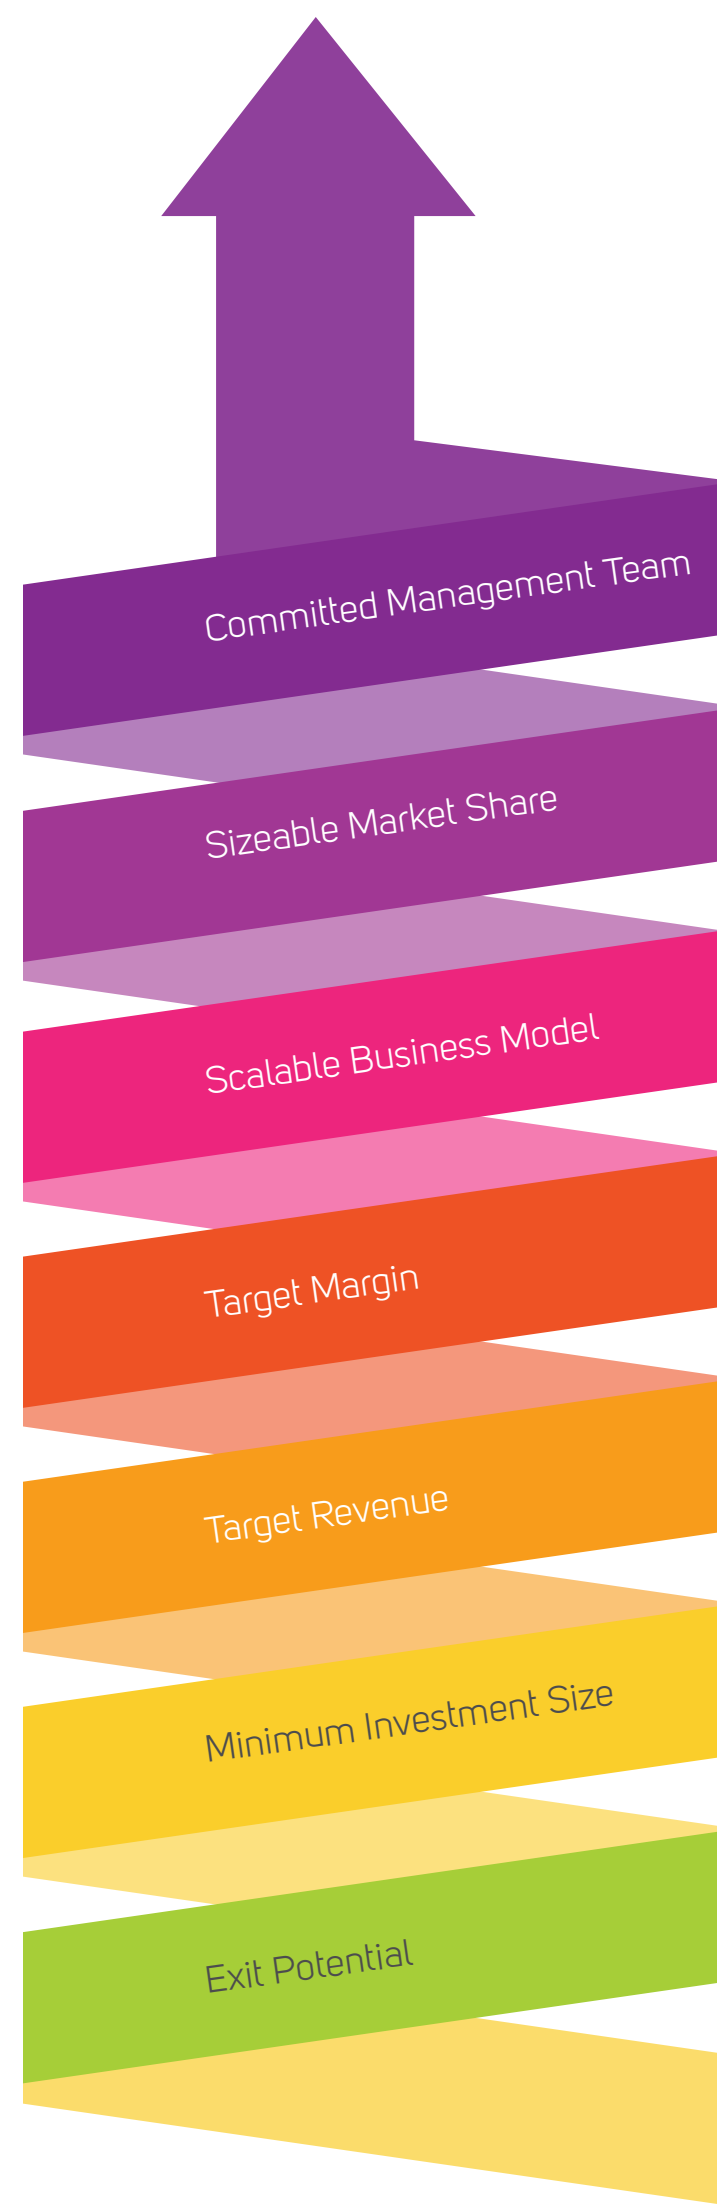 Committed Management Team
Sizeable Market Share
Scalable Business Model
Target Margin
Target Revenue
Minimum Investment Size
Exit Potential